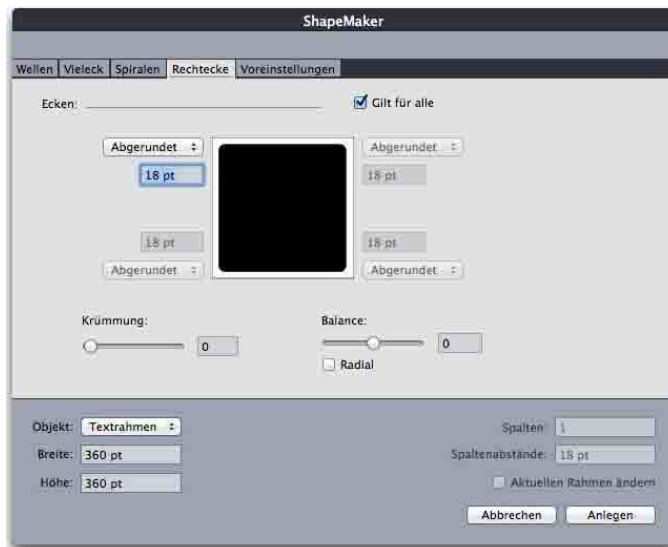 ShapeMaker
Wellen Vieleck Spiralen Rechtecke Voreinstellungen
Ecken: Gilt für alle
Abgerundet Abgerundet
18 pt 18 pt
18 pt 18 pt
Abgerundet Abgerundet
Krümmung: Balance:
0 0
Radial
Objekt: Textrahmen Spalten: 1
Breite: 360 pt Spaltenabstände: 18 pt
Höhe: 360 pt Aktuellen Rahmen ändern
Abbrechen Anlegen